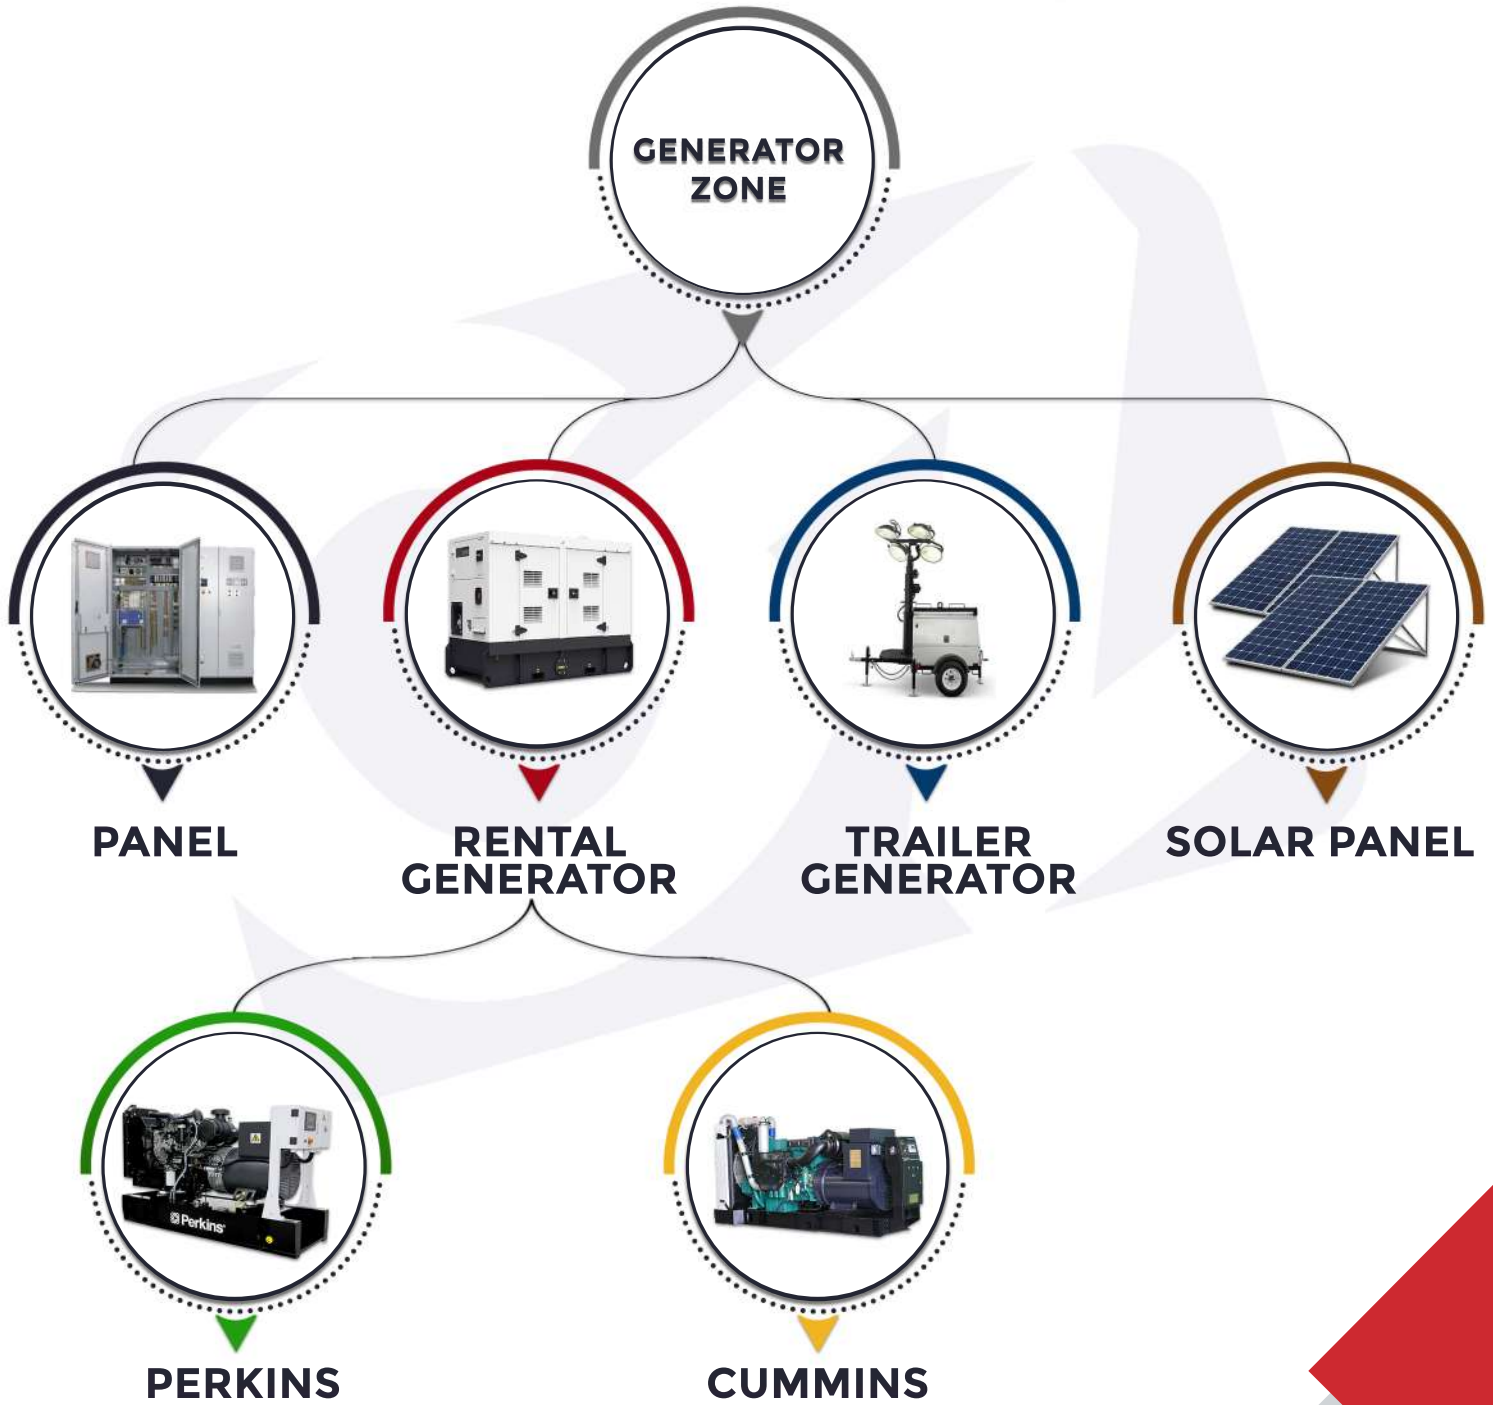 GENERATOR
ZONE
PANEL
RENTAL
GENERATOR
TRAILER
GENERATOR
SOLAR PANEL
Perkins
PERKINS
CUMMINS